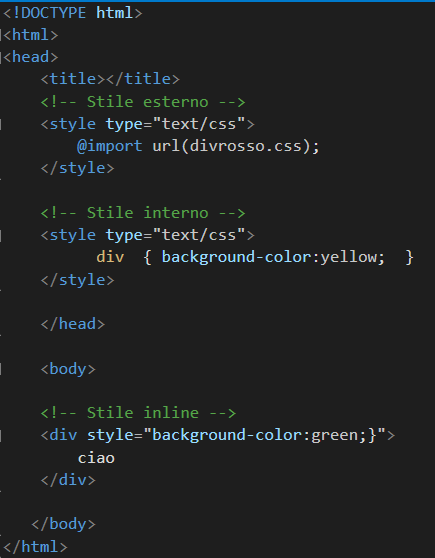 <!DOCTYPE html>
<html>
<head>
    <title></title>
    <!-- Stile esterno -->
    <style type="text/css">
        @import url(divrosso.css);
    </style>

    <!-- Stile interno -->
    <style type="text/css">
          div  { background-color:yellow;  }
    </style>

    </head>

    <body>

    <!-- Stile inline -->
    <div style="background-color:green;}">
        ciao
    </div>

   </body>
</html>